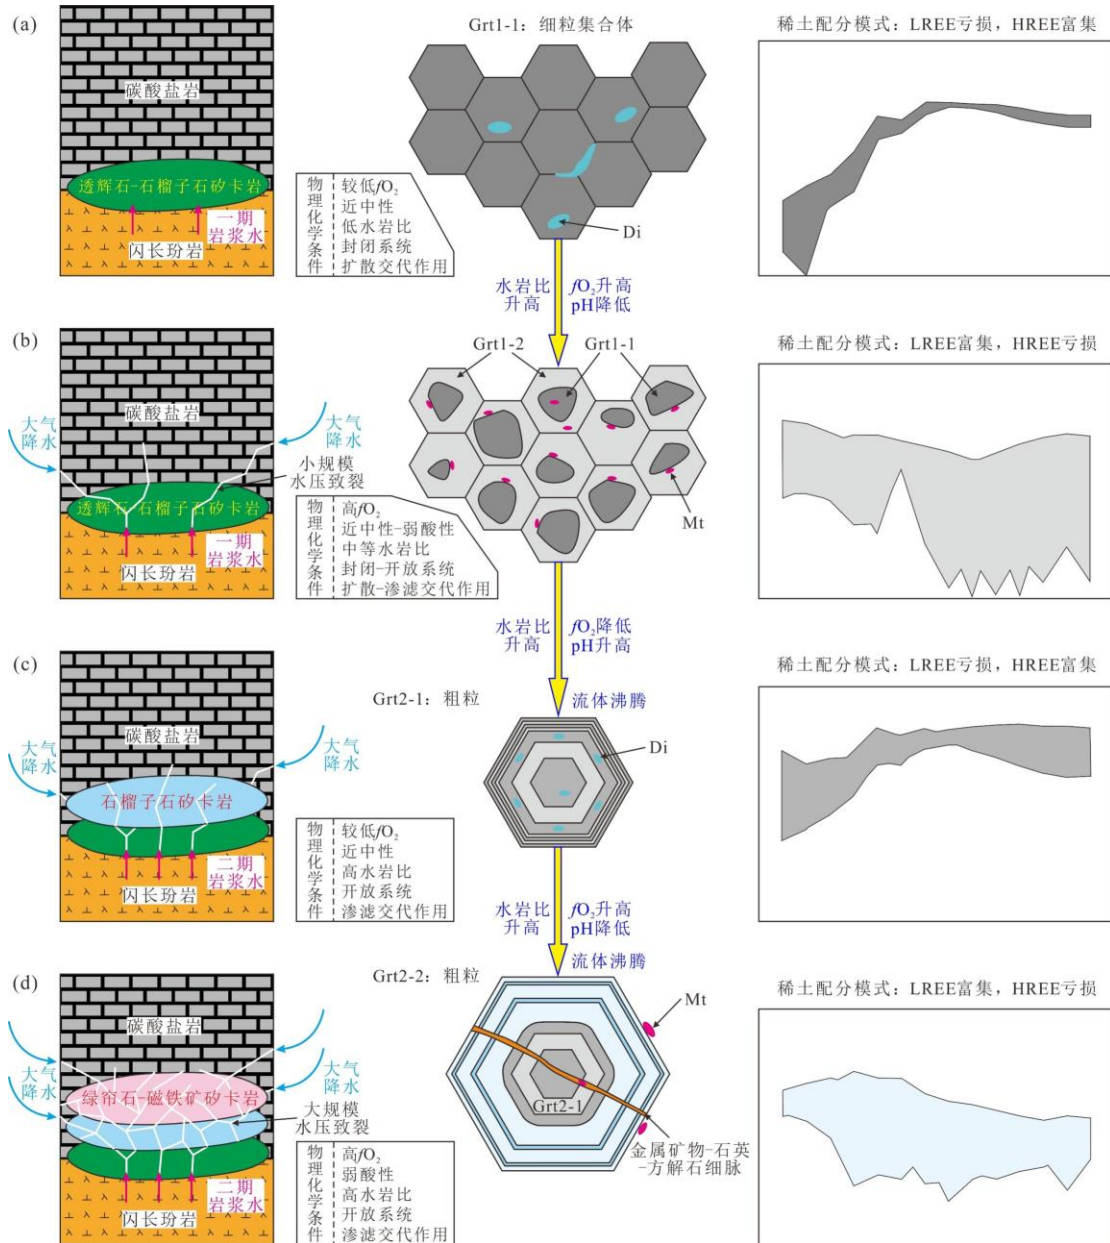 (a)
Grt1-1: 细粒集合体
稀土配分模式: LREE亏损, HREE富集
碳酸盐岩
透辉石-石榴子石矽卡岩
一期
岩浆水
闪长玢岩
物理化学条件
较低fO₂
近中性
低水岩比
封闭系统
扩散交代作用
Di
水岩比
升高
fO₂升高
pH降低
(b)
Grt1-2
Grt1-1
稀土配分模式: LREE富集, HREE亏损
碳酸盐岩
大气
降水
大气
降水
小规模
水压致裂
透辉石-石榴子石矽卡岩
一期
岩浆水
闪长玢岩
物理化学条件
高fO₂
近中性-弱酸性
中等水岩比
封闭-开放系统
扩散-渗滤交代作用
Mt
水岩比
升高
fO₂降低
pH升高
(c)
Grt2-1: 粗粒
流体沸腾
稀土配分模式: LREE亏损, HREE富集
碳酸盐岩
大气
降水
大气
降水
石榴子石矽卡岩
二期
岩浆水
闪长玢岩
物理化学条件
较低fO₂
近中性
高水岩比
开放系统
渗滤交代作用
Di
水岩比
升高
fO₂升高
pH降低
(d)
Grt2-2: 粗粒
流体沸腾
稀土配分模式: LREE富集, HREE亏损
碳酸盐岩
大气
降水
大气
降水
绿帘石-磁铁矿矽卡岩
大规模
水压致裂
二期
岩浆水
闪长玢岩
物理化学条件
高fO₂
弱酸性
高水岩比
开放系统
渗滤交代作用
Mt
Grt2-1
金属矿物-石英
-方解石细脉